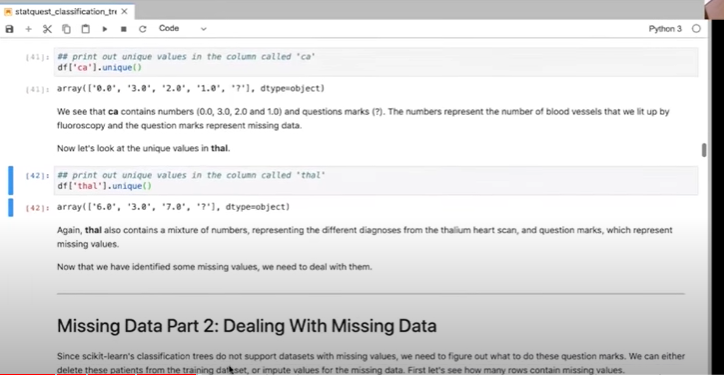 statquest_classification_tre
Code
Python 3
[41]: ## print out unique values in the column called 'ca'
df['ca'].unique()
[41]: array(['0.0', '3.0', '2.0', '1.0', '?'], dtype=object)
We see that ca contains numbers (0.0, 3.0, 2.0 and 1.0) and questions marks (?). The numbers represent the number of blood vessels that we lit up by
fluoroscopy and the question marks represent missing data.
Now let's look at the unique values in thal.
[42]: ## print out unique values in the column called 'thal'
df['thal'].unique()
[42]: array(['6.0', '3.0', '7.0', '?'], dtype=object)
Again, thal also contains a mixture of numbers, representing the different diagnoses from the thalium heart scan, and question marks, which represent
missing values.
Now that we have identified some missing values, we need to deal with them.
Missing Data Part 2: Dealing With Missing Data
Since scikit-learn's classification trees do not support datasets with missing values, we need to figure out what to do these question marks. We can either
delete these patients from the training dataset, or impute values for the missing data. First let's see how many rows contain missing values.